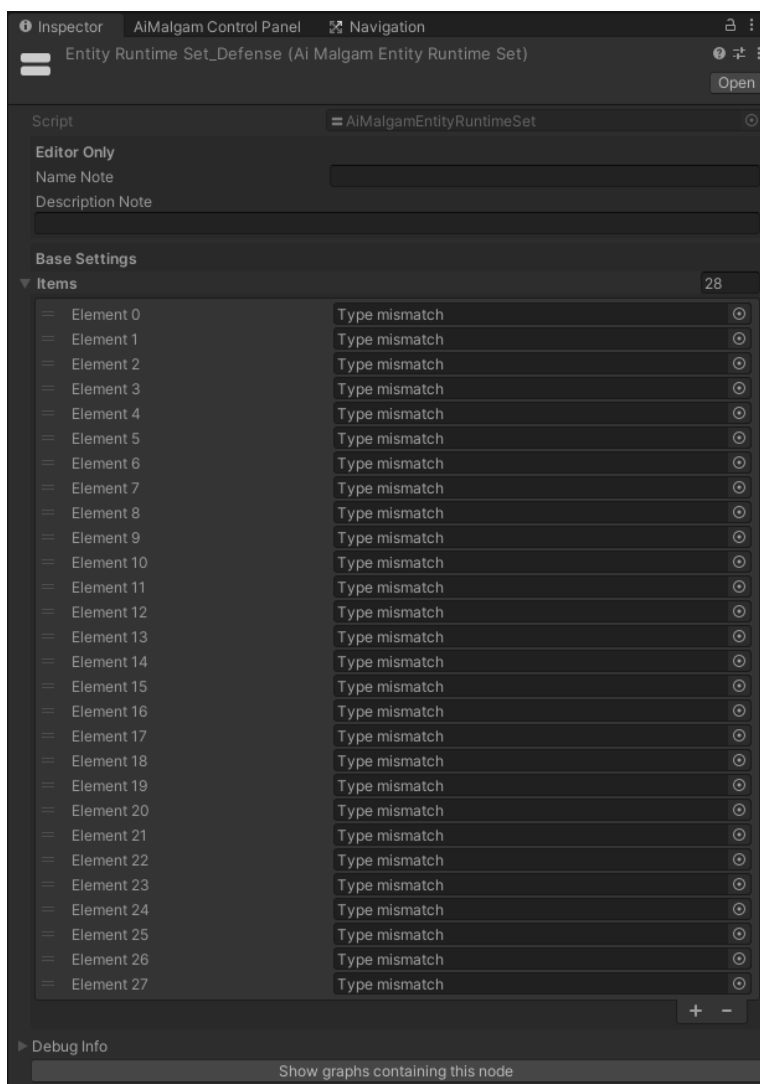 Inspector AiMalgam Control Panel Navigation
Entity Runtime Set_Defense (Ai Malgam Entity Runtime Set)
Open
Script AiMalgamEntityRuntimeSet
Editor Only
Name Note
Description Note
Base Settings
Items 28
Element 0 Type mismatch
Element 1 Type mismatch
Element 2 Type mismatch
Element 3 Type mismatch
Element 4 Type mismatch
Element 5 Type mismatch
Element 6 Type mismatch
Element 7 Type mismatch
Element 8 Type mismatch
Element 9 Type mismatch
Element 10 Type mismatch
Element 11 Type mismatch
Element 12 Type mismatch
Element 13 Type mismatch
Element 14 Type mismatch
Element 15 Type mismatch
Element 16 Type mismatch
Element 17 Type mismatch
Element 18 Type mismatch
Element 19 Type mismatch
Element 20 Type mismatch
Element 21 Type mismatch
Element 22 Type mismatch
Element 23 Type mismatch
Element 24 Type mismatch
Element 25 Type mismatch
Element 26 Type mismatch
Element 27 Type mismatch
+ −
Debug Info
Show graphs containing this node